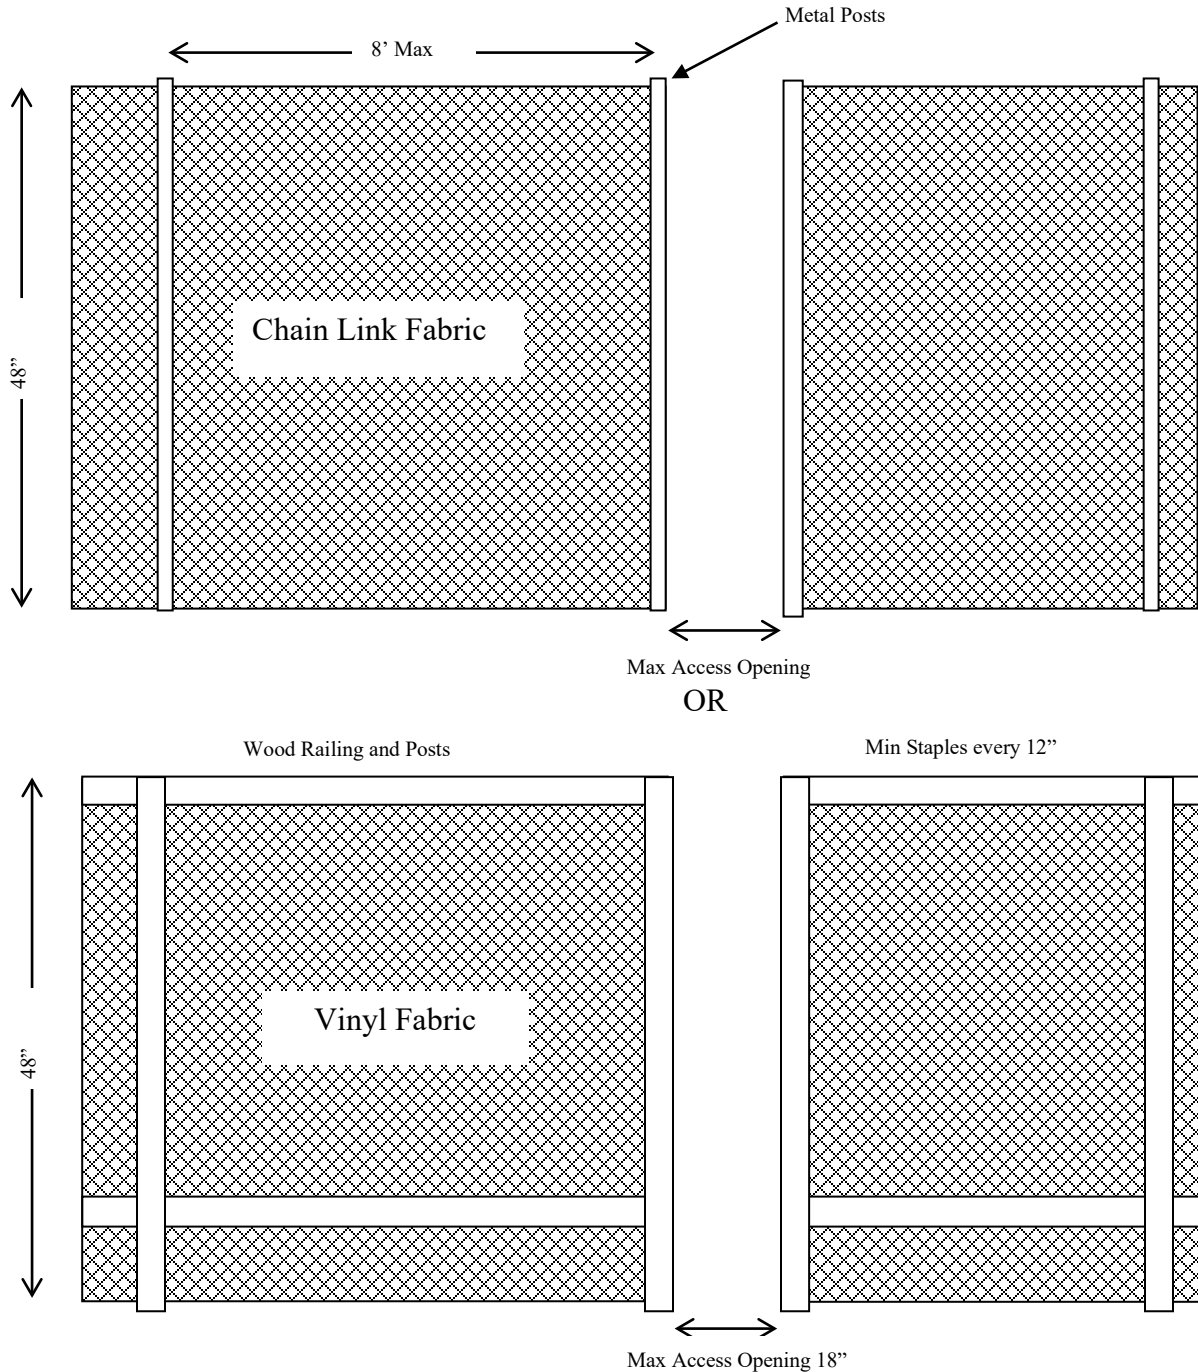 Metal Posts
8’ Max
Chain Link Fabric
48”
Max Access Opening
OR
Wood Railing and Posts
Min Staples every 12”
Vinyl Fabric
48”
Max Access Opening 18”